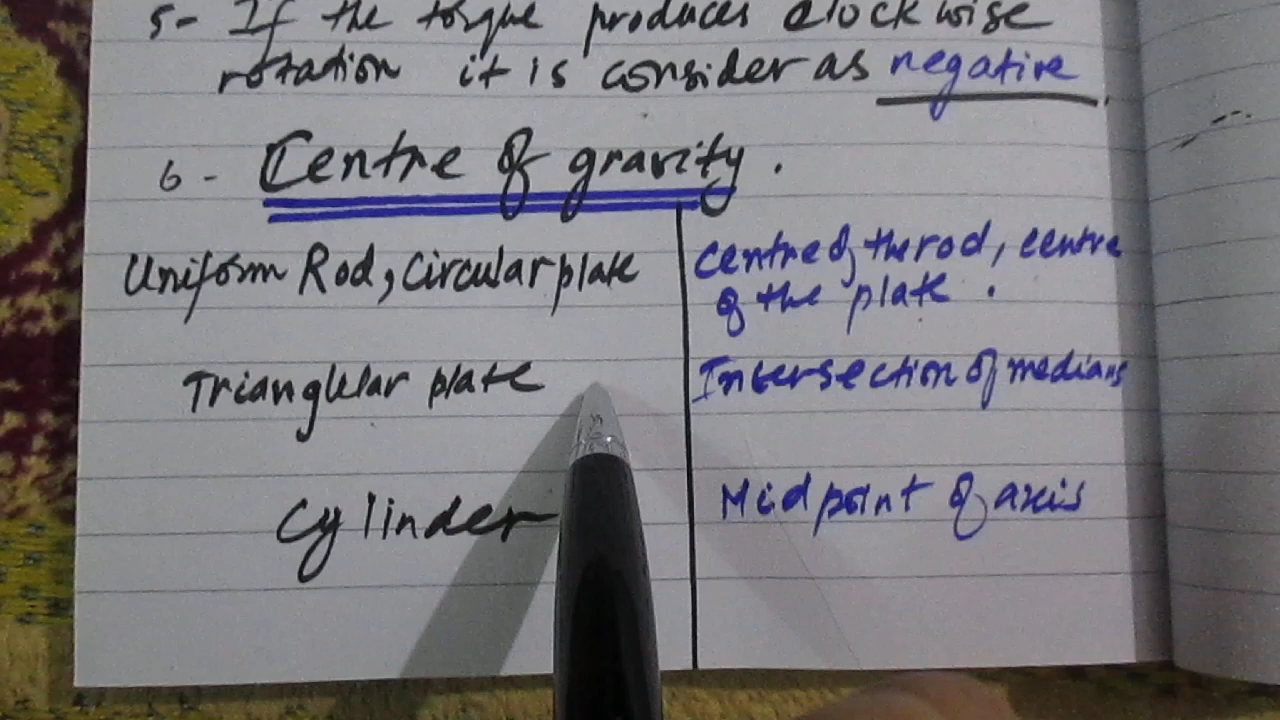 5- If the torque produces clockwise
rotation it is consider as negative.
6- Centre of gravity.
Uniform Rod, Circular plate
centre of the rod, centre
of the plate.
Triangular plate
Intersection of medians
Cylinder
Midpoint of axis